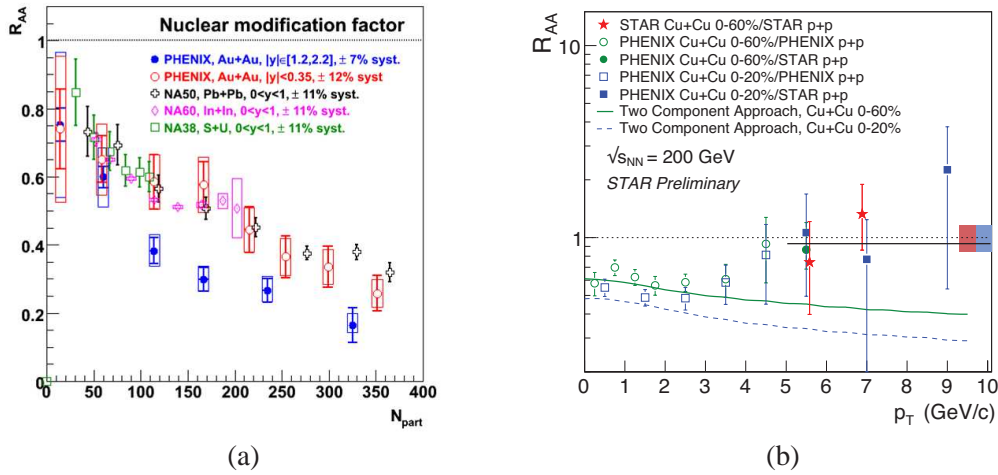 Nuclear modification factor
PHENIX, Au+Au, |y|∈[1.2,2.2], ± 7% syst.
PHENIX, Au+Au, |y|<0.35, ± 12% syst
NA50, Pb+Pb, 0<y<1, ± 11% syst.
NA60, In+In, 0<y<1, ± 11% syst.
NA38, S+U, 0<y<1, ± 11% syst.
R_AA
1
0.8
0.6
0.4
0.2
0
0 50 100 150 200 250 300 350 400
N_part
(a)
R_AA
10
1
STAR Cu+Cu 0-60%/STAR p+p
PHENIX Cu+Cu 0-60%/PHENIX p+p
PHENIX Cu+Cu 0-60%/STAR p+p
PHENIX Cu+Cu 0-20%/PHENIX p+p
PHENIX Cu+Cu 0-20%/STAR p+p
Two Component Approach, Cu+Cu 0-60%
Two Component Approach, Cu+Cu 0-20%
√s_NN = 200 GeV
STAR Preliminary
0 1 2 3 4 5 6 7 8 9 10
p_T (GeV/c)
(b)